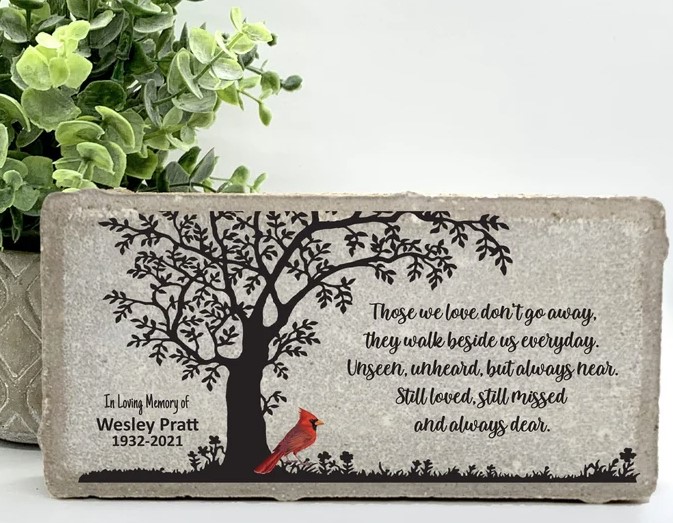 Those we love don't go away,
they walk beside us everyday.
Unseen, unheard, but always near.
Still loved, still missed
and always dear.
In Loving Memory of
Wesley Pratt
1932-2021